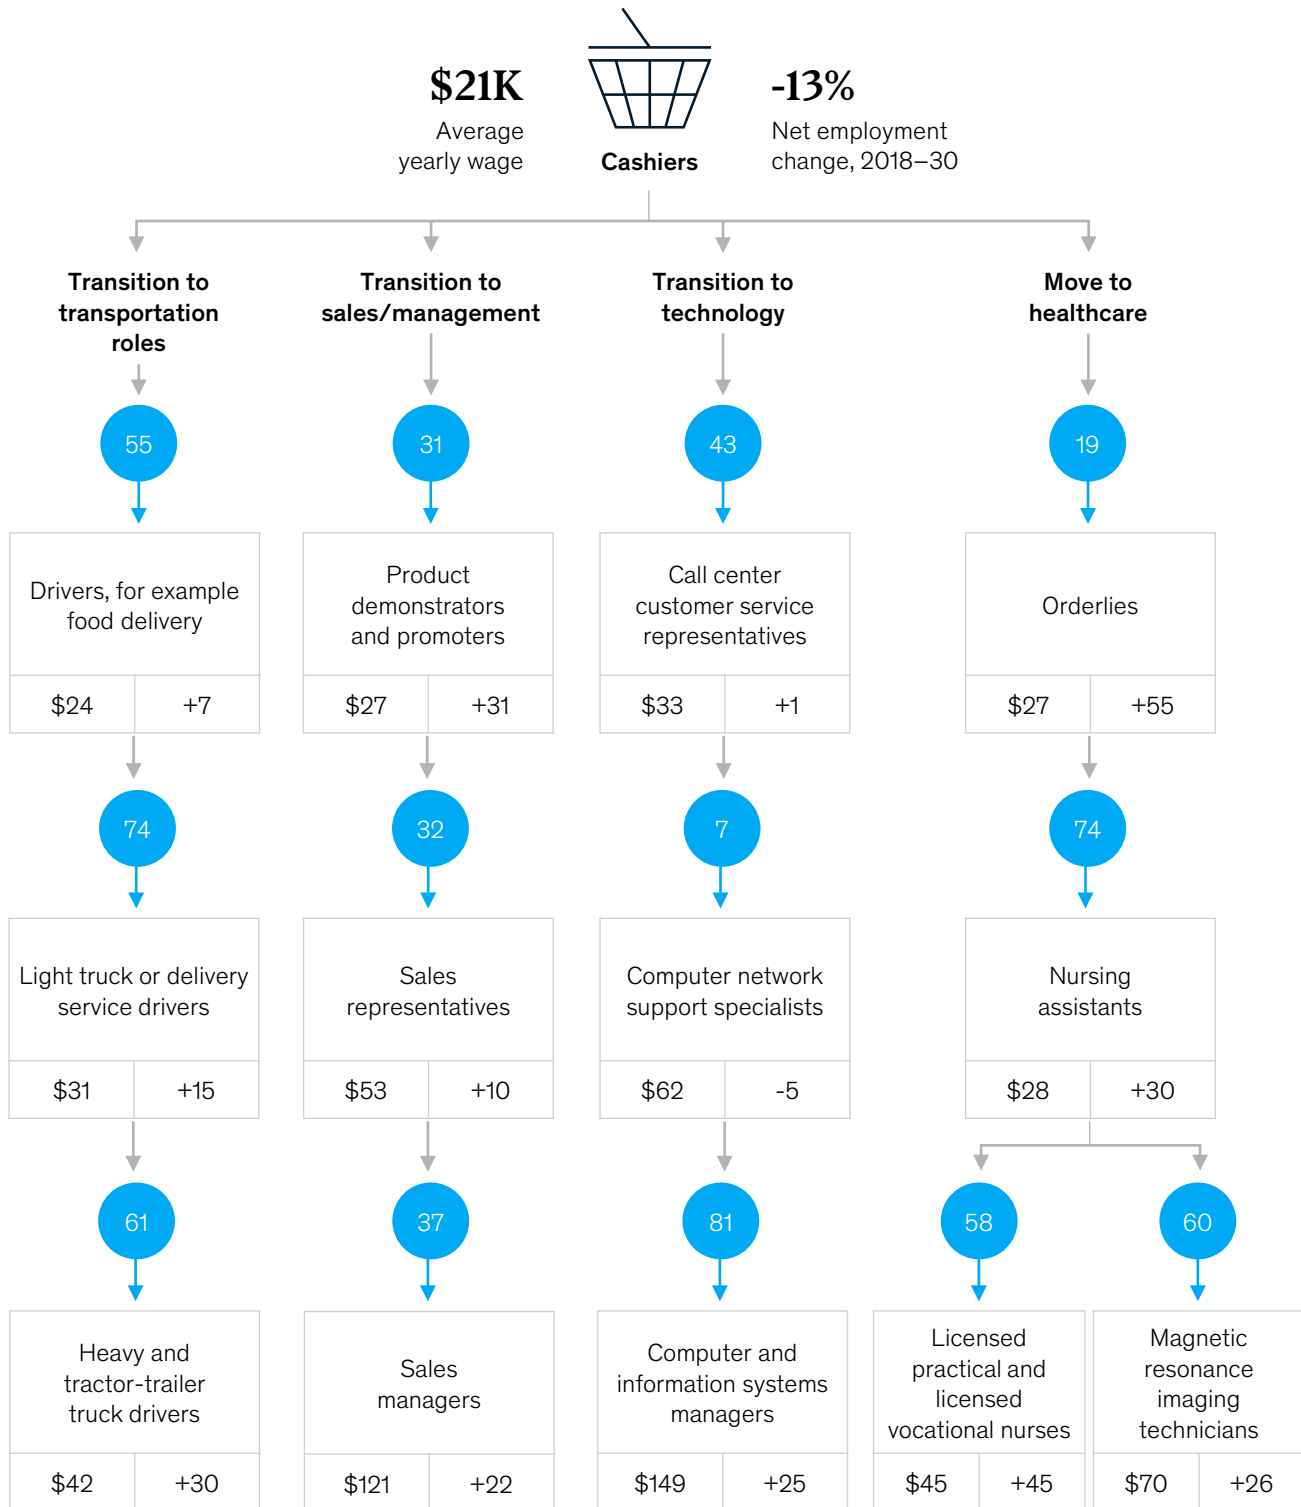 $21K
Average
yearly wage
Cashiers
-13%
Net employment
change, 2018–30
Transition to
transportation
roles
Transition to
sales/management
Transition to
technology
Move to
healthcare
55
31
43
19
Drivers, for example
food delivery
$24 +7
Product
demonstrators
and promoters
$27 +31
Call center
customer service
representatives
$33 +1
Orderlies
$27 +55
74
32
7
74
Light truck or delivery
service drivers
$31 +15
Sales
representatives
$53 +10
Computer network
support specialists
$62 -5
Nursing
assistants
$28 +30
61
37
81
58
60
Heavy and
tractor-trailer
truck drivers
$42 +30
Sales
managers
$121 +22
Computer and
information systems
managers
$149 +25
Licensed
practical and
licensed
vocational nurses
$45 +45
Magnetic
resonance
imaging
technicians
$70 +26